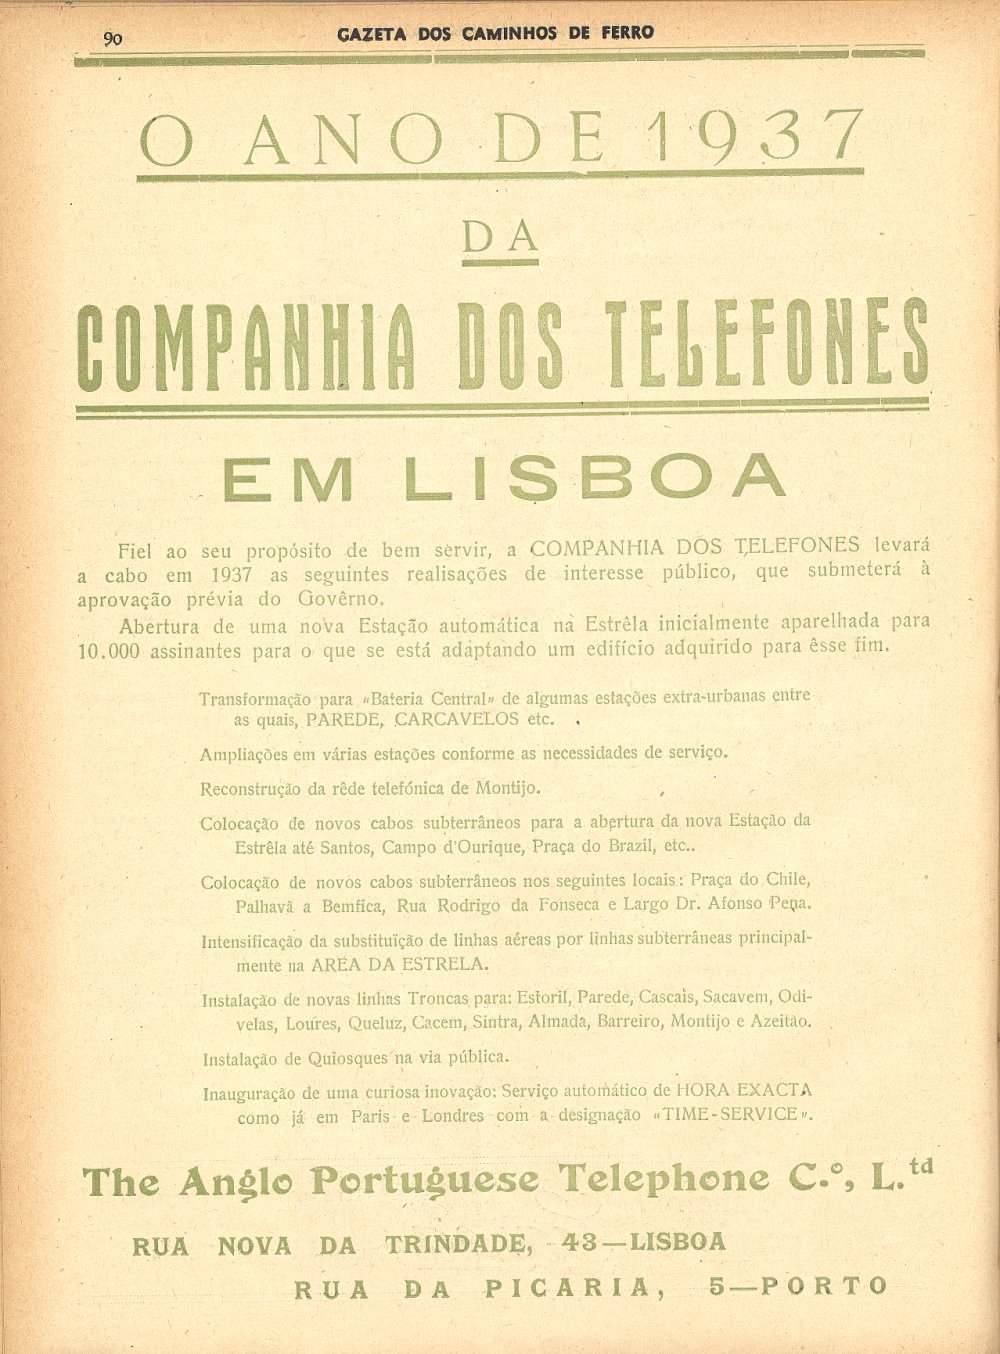 90
GAZETA DOS CAMINHOS DE FERRO
O ANO DE 1937
DA
COMPANHIA DOS TELEFONES
EM LISBOA
Fiel ao seu propósito de bem servir, a COMPANHIA DOS TELEFONES levará
a cabo em 1937 as seguintes realisações de interesse público, que submeterá à
aprovação prévia do Govêrno.
Abertura de uma nova Estação automática na Estrêla inicialmente aparelhada para
10.000 assinantes para o que se está adaptando um edifício adquirido para êsse fim.
Transformação para «Bateria Central» de algumas estações extra-urbanas entre
as quais, PAREDE, CARCAVELOS etc.
Ampliações em várias estações conforme as necessidades de serviço.
Reconstrução da rêde telefónica de Montijo.
Colocação de novos cabos subterrâneos para a abertura da nova Estação da
Estrêla até Santos, Campo d'Ourique, Praça do Brazil, etc..
Colocação de novos cabos subterrâneos nos seguintes locais: Praça do Chile,
Palhavã a Bemfica, Rua Rodrigo da Fonseca e Largo Dr. Afonso Pena.
Intensificação da substituïção de linhas aéreas por linhas subterrâneas principal-
mente na AREA DA ESTRELA.
Instalação de novas linhas Troncas para: Estoril, Parede, Cascais, Sacavem, Odi-
velas, Loures, Queluz, Cacem, Sintra, Almada, Barreiro, Montijo e Azeitão.
Instalação de Quiosques na via pública.
Inauguração de uma curiosa inovação: Serviço automático de HORA EXACTA
como já em Paris e Londres com a designação «TIME-SERVICE».
The Anglo Portuguese Telephone C.º, L.td
RUA NOVA DA TRINDADE, 43—LISBOA
RUA DA PICARIA, 5—PORTO